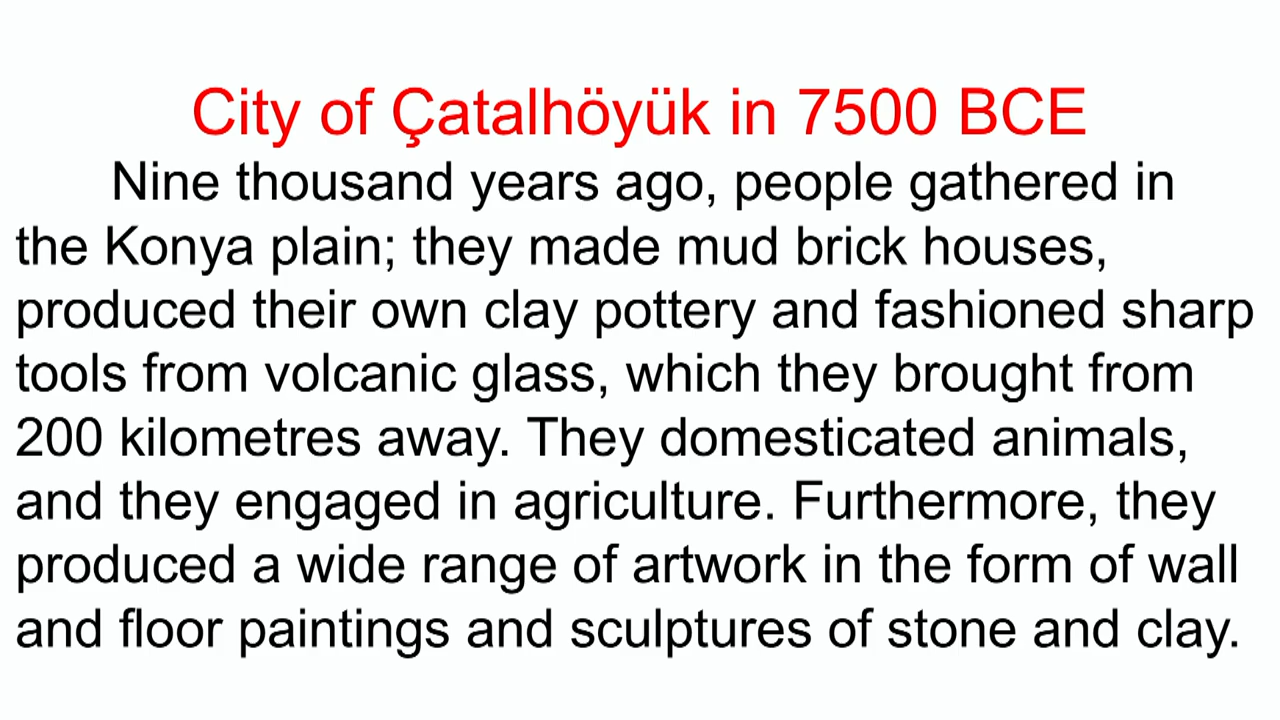 City of Çatalhöyük in 7500 BCE
Nine thousand years ago, people gathered in
the Konya plain; they made mud brick houses,
produced their own clay pottery and fashioned sharp
tools from volcanic glass, which they brought from
200 kilometres away. They domesticated animals,
and they engaged in agriculture. Furthermore, they
produced a wide range of artwork in the form of wall
and floor paintings and sculptures of stone and clay.